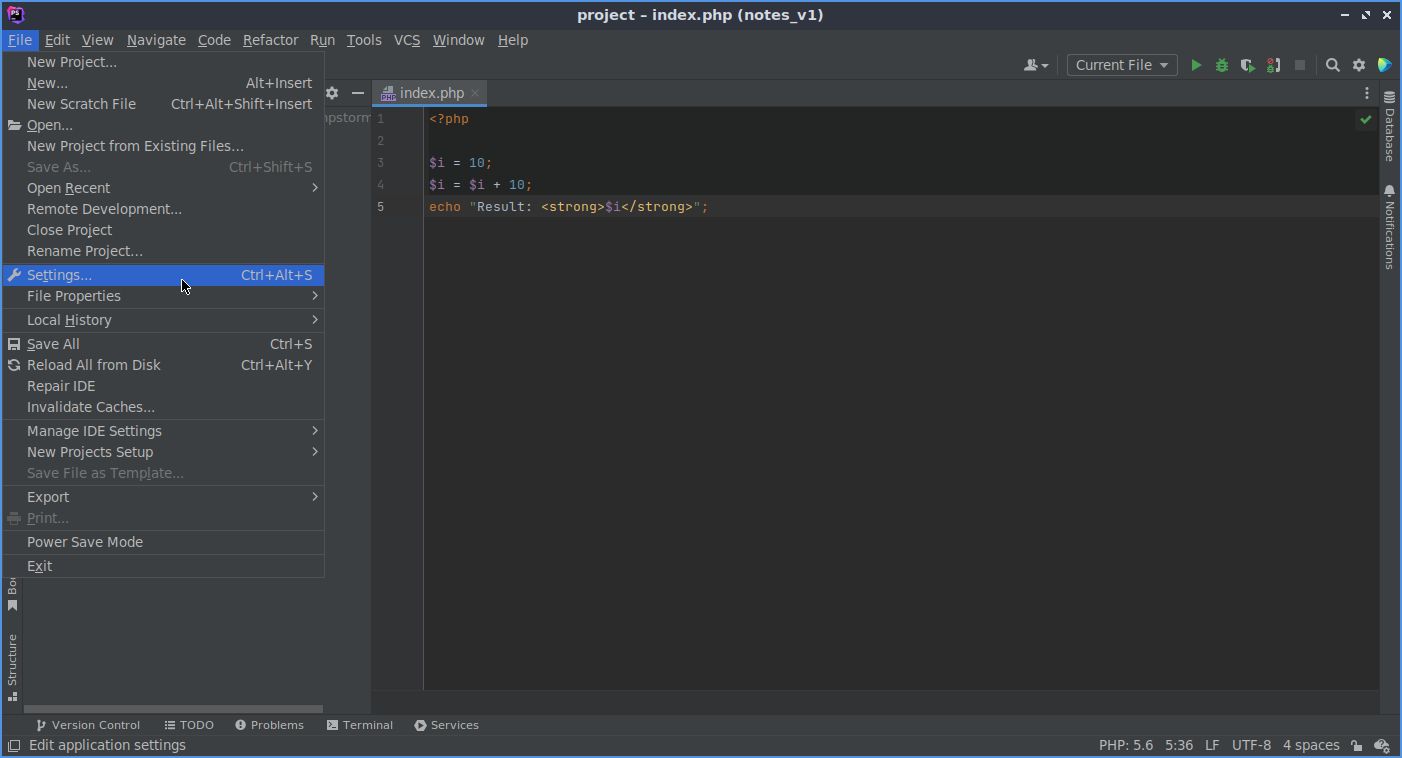 PS
project – index.php (notes_v1)
File Edit View Navigate Code Refactor Run Tools VCS Window Help
Current File
New Project...
New... Alt+Insert
New Scratch File Ctrl+Alt+Shift+Insert
Open...
New Project from Existing Files...
Save As... Ctrl+Shift+S
Open Recent
Remote Development...
Close Project
Rename Project...
Settings... Ctrl+Alt+S
File Properties
Local History
Save All Ctrl+S
Reload All from Disk Ctrl+Alt+Y
Repair IDE
Invalidate Caches...
Manage IDE Settings
New Projects Setup
Save File as Template...
Export
Print...
Power Save Mode
Exit
index.php
1 <?php
2
3 $i = 10;
4 $i = $i + 10;
5 echo "Result: <strong>$i</strong>";
Database
Notifications
Structure
Version Control TODO Problems Terminal Services
Edit application settings
PHP: 5.6 5:36 LF UTF-8 4 spaces